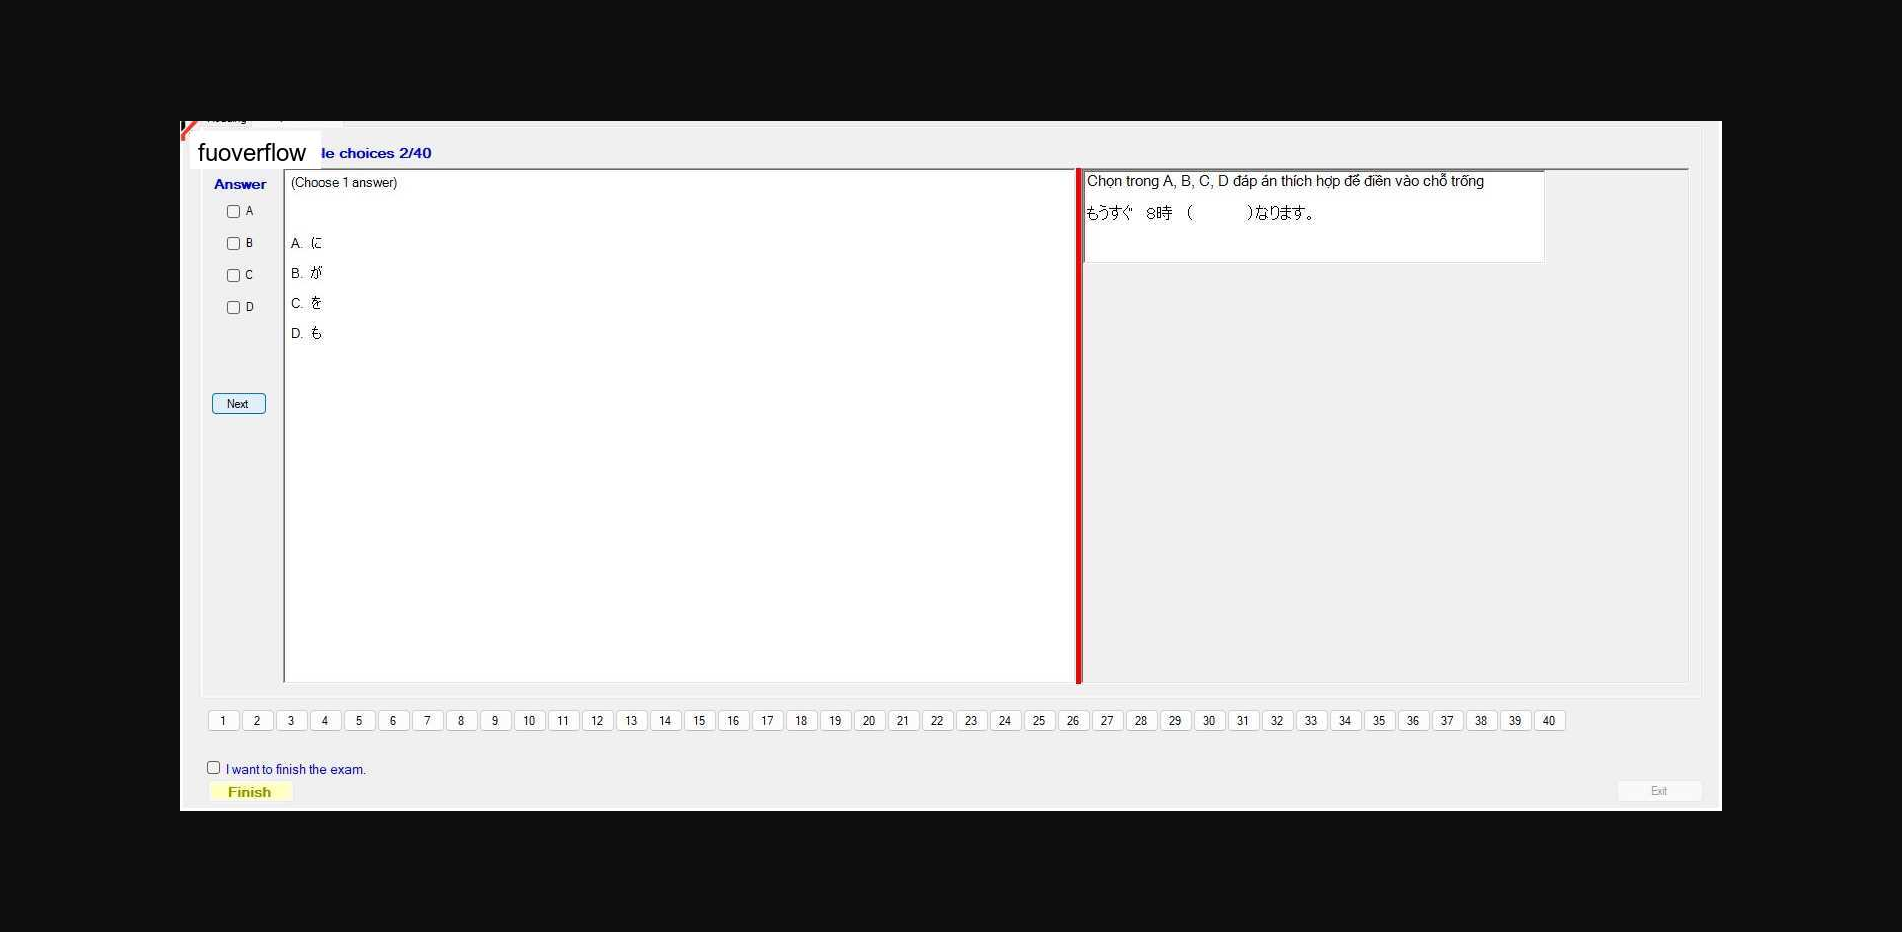 fuoverflow le choices 2/40
Answer
A
B
C
D
Next
(Choose 1 answer)
A. に
B. が
C. を
D. も
Chọn trong A, B, C, D đáp án thích hợp để điền vào chỗ trống
もうすぐ 8時 ( )なります。
1 2 3 4 5 6 7 8 9 10 11 12 13 14 15 16 17 18 19 20 21 22 23 24 25 26 27 28 29 30 31 32 33 34 35 36 37 38 39 40
I want to finish the exam.
Finish
Exit